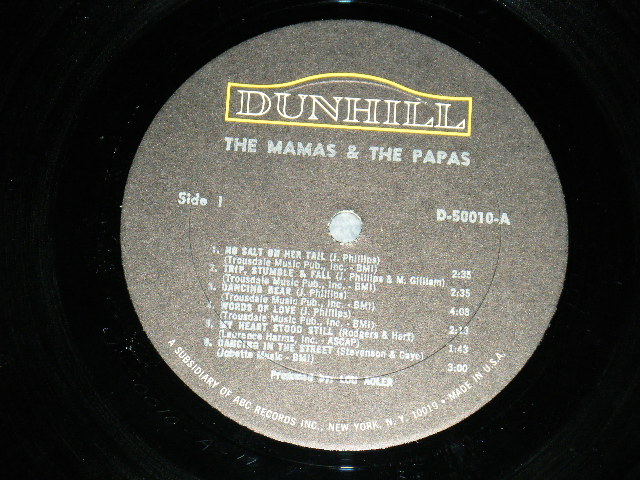 DUNHILL
THE MAMAS & THE PAPAS
Side 1
D-50010-A
1. NO SALT ON HER TAIL (J. Phillips)
(Trousdale Music Pub., Inc. - BMI) 2:35
2. TRIP, STUMBLE & FALL (J. Phillips & M. Gilliam)
(Trousdale Music Pub., Inc. - BMI) 2:35
3. DANCING BEAR (J. Phillips)
(Trousdale Music Pub., Inc. - BMI) 4:08
4. WORDS OF LOVE (J. Phillips)
(Trousdale Music Pub., Inc. - BMI) 2:13
5. MY HEART STOOD STILL (Rodgers & Hart)
(Laurence Harms, Inc. - ASCAP) 1:43
6. DANCING IN THE STREET (Stevenson & Gaye)
(Jobette Music - BMI) 3:00
Produced by: LOU ADLER
A SUBSIDIARY OF ABC RECORDS INC., NEW YORK, N. Y. 10019 • MADE IN U.S.A.